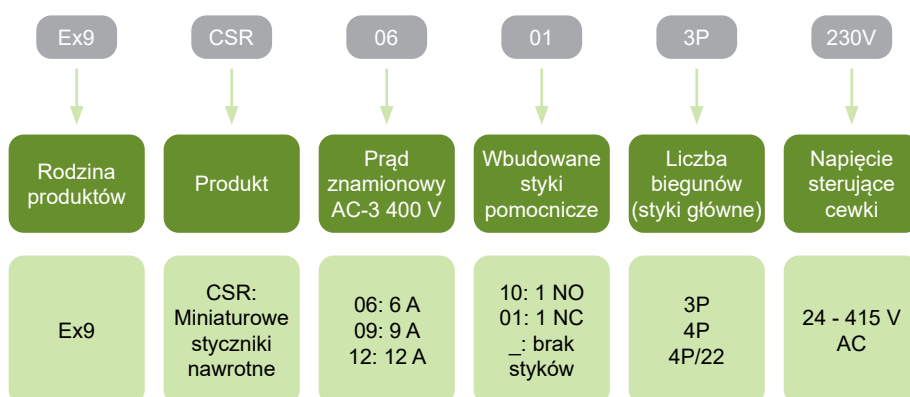 Ex9
CSR
06
01
3P
230V
Rodzina
produktów
Produkt
Prąd
znamionowy
AC-3 400 V
Wbudowane
styki
pomocnicze
Liczba
biegunów
(styki główne)
Napięcie
sterujące
cewki
Ex9
CSR:
Miniaturowe
styczniki
nawrotne
06: 6 A
09: 9 A
12: 12 A
10: 1 NO
01: 1 NC
_: brak
styków
3P
4P
4P/22
24 - 415 V
AC